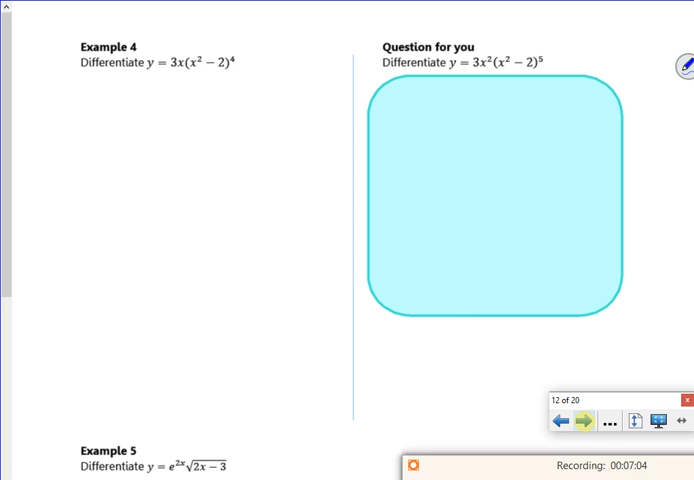 Example 4
Differentiate y = 3x(x² − 2)⁴
Question for you
Differentiate y = 3x²(x² − 2)⁵
12 of 20
x
...
Example 5
Differentiate y = e²ˣ√(2x − 3)
Recording: 00:07:04